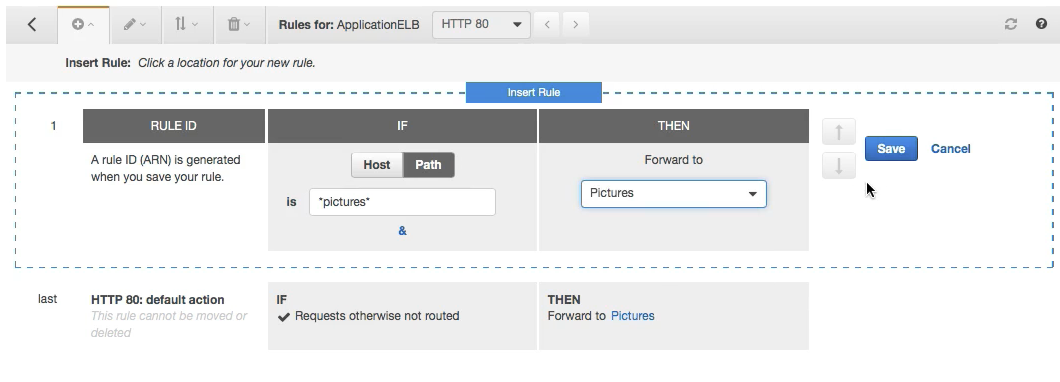 Rules for: ApplicationELB HTTP 80
Insert Rule: Click a location for your new rule.
Insert Rule
1 RULE ID IF THEN
A rule ID (ARN) is generated
when you save your rule.
Host Path
is *pictures*
&
Forward to
Pictures
Save Cancel
last HTTP 80: default action
This rule cannot be moved or
deleted
IF
Requests otherwise not routed
THEN
Forward to Pictures